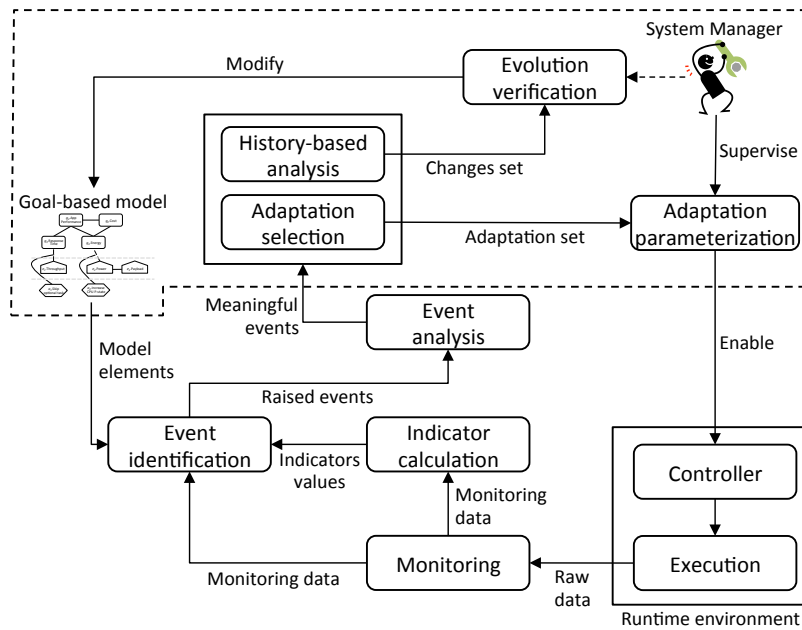 System Manager
Modify
Evolution
verification
History-based
analysis
Changes set
Supervise
Goal-based model
Adaptation
selection
Adaptation set
Adaptation
parameterization
Meaningful
events
Event
analysis
Model
elements
Enable
Raised events
Event
identification
Indicators
values
Indicator
calculation
Controller
Monitoring
data
Monitoring data
Monitoring
Raw
data
Execution
Runtime environment